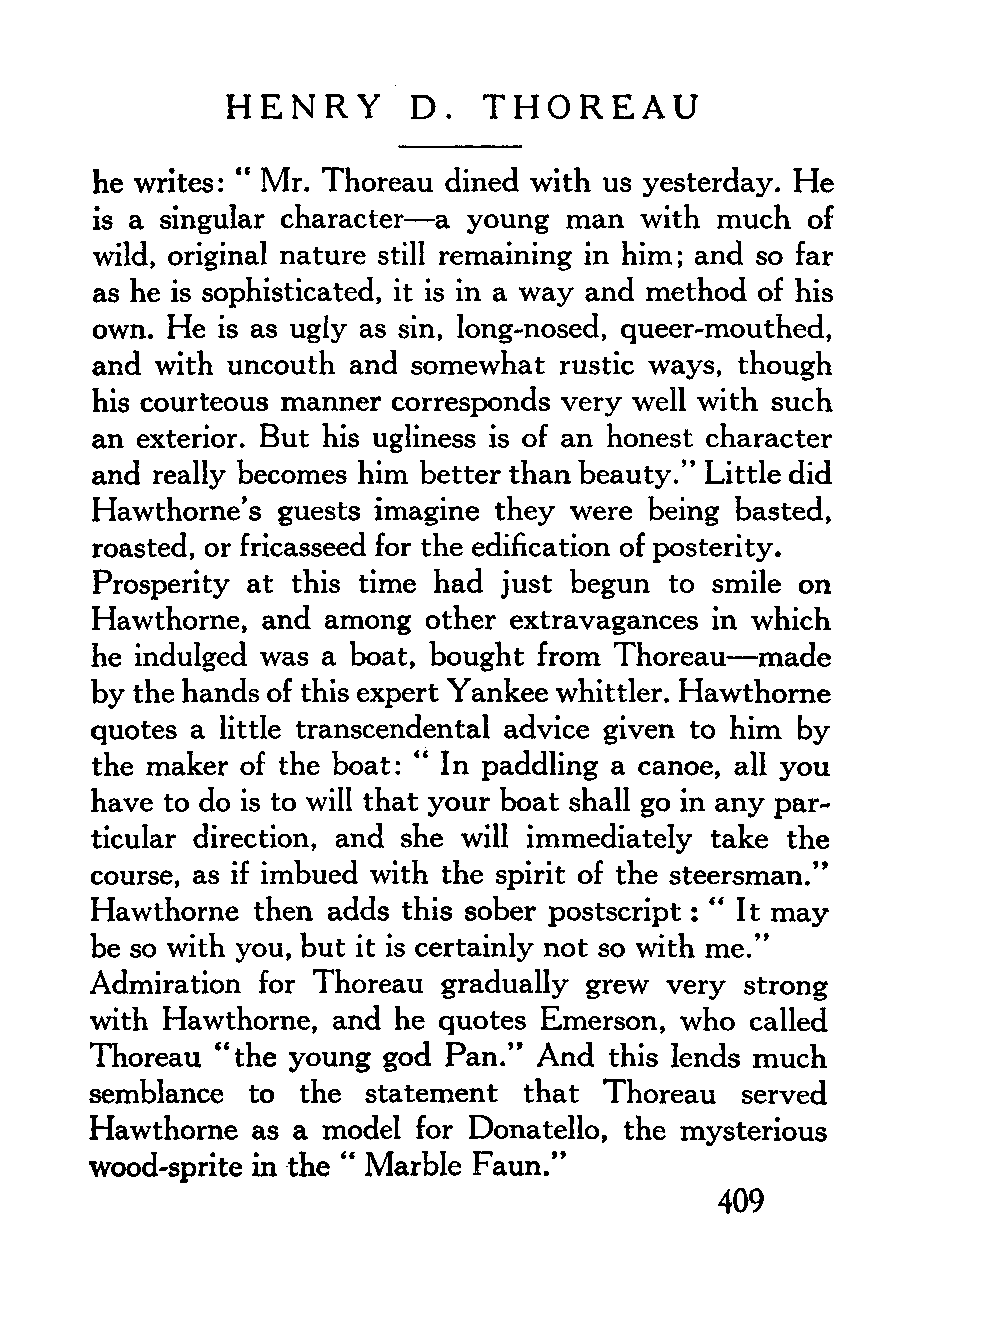 HENRY D. THOREAU
he writes: “ Mr. Thoreau dined with us yesterday. He
is a singular character—a young man with much of
wild, original nature still remaining in him; and so far
as he is sophisticated, it is in a way and method of his
own. He is as ugly as sin, long-nosed, queer-mouthed,
and with uncouth and somewhat rustic ways, though
his courteous manner corresponds very well with such
an exterior. But his ugliness is of an honest character
and really becomes him better than beauty.” Little did
Hawthorne’s guests imagine they were being basted,
roasted, or fricasseed for the edification of posterity.
Prosperity at this time had just begun to smile on
Hawthorne, and among other extravagances in which
he indulged was a boat, bought from Thoreau—made
by the hands of this expert Yankee whittler. Hawthorne
quotes a little transcendental advice given to him by
the maker of the boat: “ In paddling a canoe, all you
have to do is to will that your boat shall go in any par-
ticular direction, and she will immediately take the
course, as if imbued with the spirit of the steersman.”
Hawthorne then adds this sober postscript : “ It may
be so with you, but it is certainly not so with me.”
Admiration for Thoreau gradually grew very strong
with Hawthorne, and he quotes Emerson, who called
Thoreau “the young god Pan.” And this lends much
semblance to the statement that Thoreau served
Hawthorne as a model for Donatello, the mysterious
wood-sprite in the “ Marble Faun.”
409